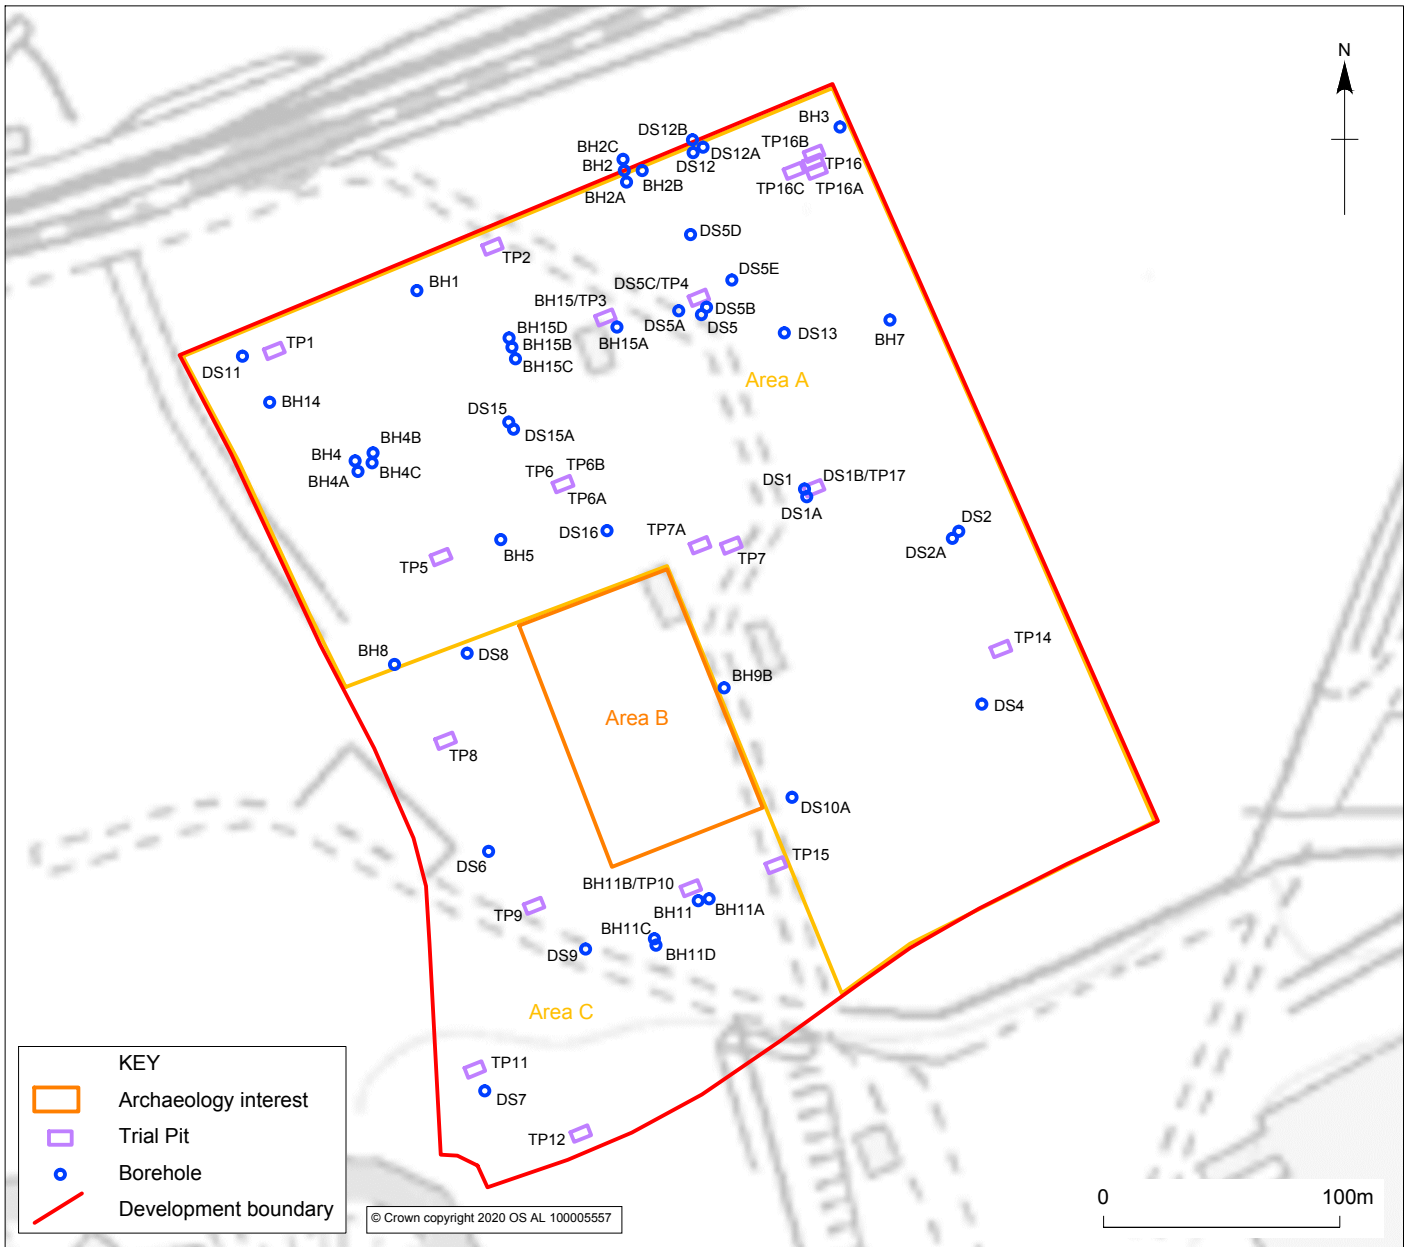 N
BH3
DS12B
TP16B
BH2C
DS12A
BH2
DS12
TP16
BH2B
TP16C
TP16A
BH2A
DS5D
TP2
DS5E
BH1
DS5C/TP4
BH15/TP3
DS5B
DS5A
DS5
BH15D
BH15A
DS13
BH7
TP1
BH15B
BH15C
DS11
Area A
BH14
DS15
DS15A
BH4B
BH4
BH4C
BH4A
TP6B
TP6
TP6A
DS1
DS1B/TP17
DS1A
DS2
DS16
TP7A
DS2A
BH5
TP7
TP5
TP14
BH8
DS8
BH9B
DS4
Area B
TP8
DS10A
TP15
DS6
BH11B/TP10
BH11A
BH11
TP9
BH11C
DS9
BH11D
Area C
TP11
DS7
TP12
KEY
Archaeology interest
Trial Pit
Borehole
Development boundary
© Crown copyright 2020 OS AL 100005557
0 100m